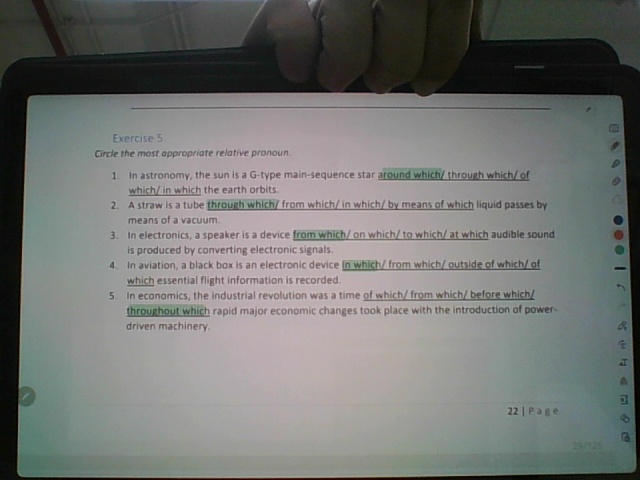 Exercise 5
Circle the most appropriate relative pronoun.
1. In astronomy, the sun is a G-type main-sequence star around which/ through which/ of
which/ in which the earth orbits.
2. A straw is a tube through which/ from which/ in which/ by means of which liquid passes by
means of a vacuum.
3. In electronics, a speaker is a device from which/ on which/ to which/ at which audible sound
is produced by converting electronic signals.
4. In aviation, a black box is an electronic device in which/ from which/ outside of which/ of
which essential flight information is recorded.
5. In economics, the industrial revolution was a time of which/ from which/ before which/
throughout which rapid major economic changes took place with the introduction of power-
driven machinery.
22 | Page